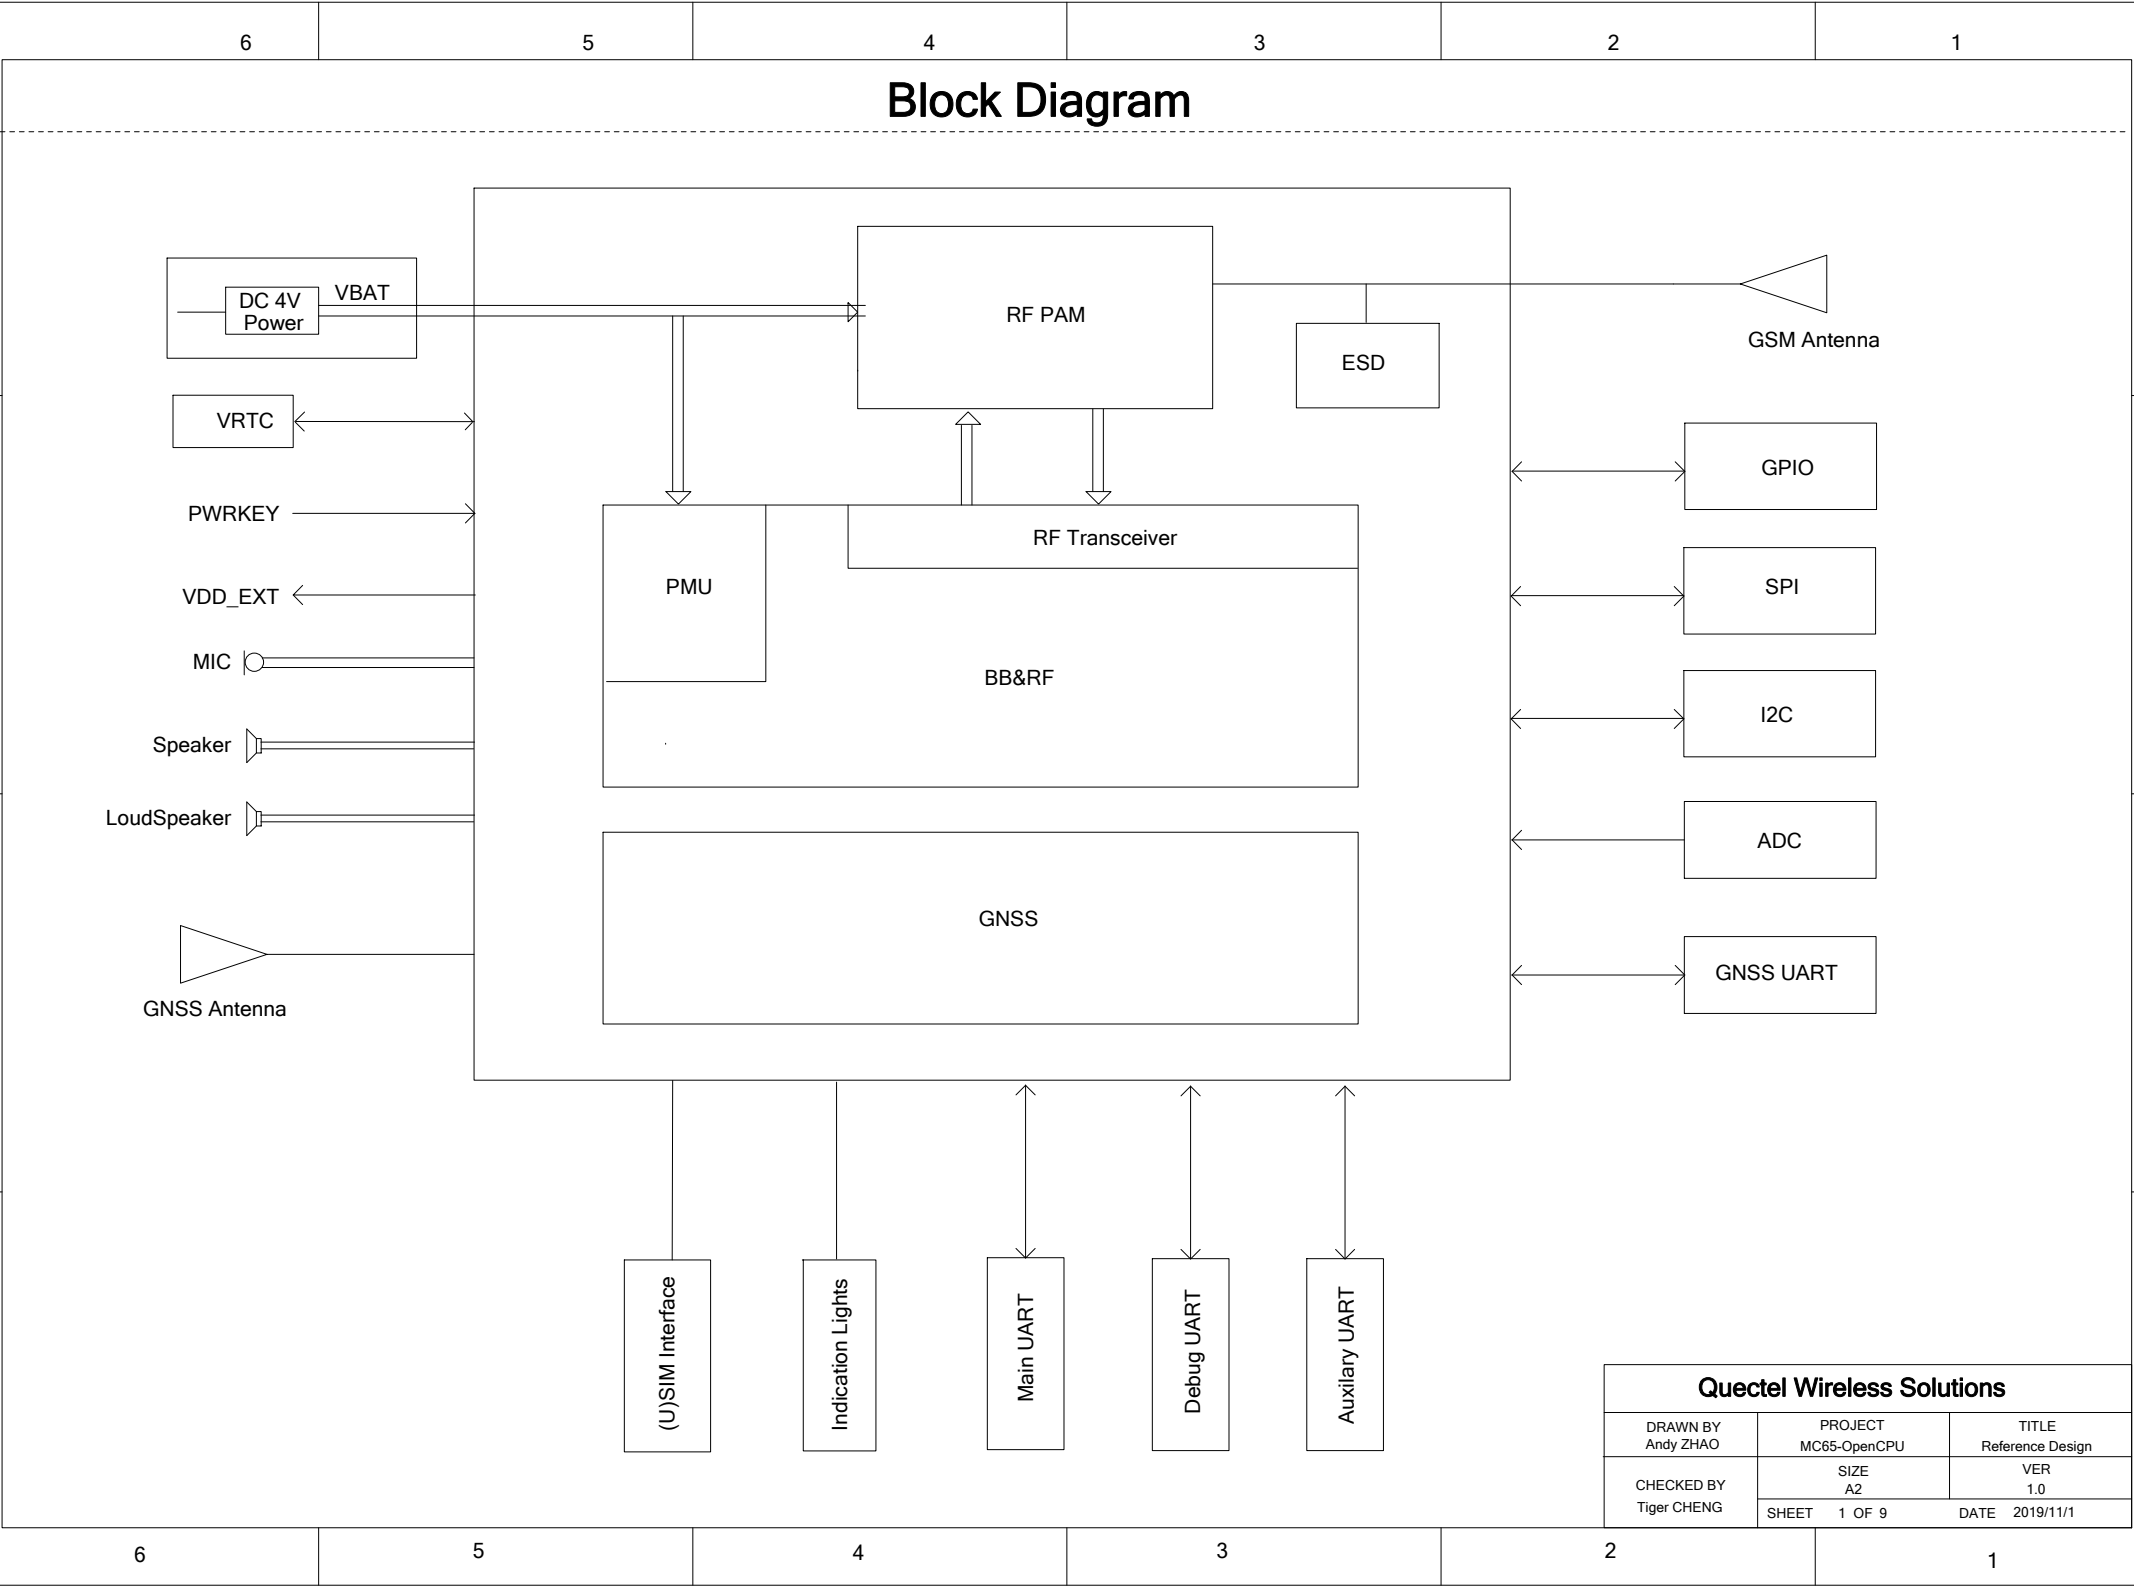 6 5 4 3 2 1
Block Diagram
DC 4V
Power
VBAT
RF PAM
GSM Antenna
ESD
VRTC
GPIO
PWRKEY
RF Transceiver
PMU
SPI
VDD_EXT
MIC
BB&RF
I2C
Speaker
LoudSpeaker
ADC
GNSS
GNSS UART
GNSS Antenna
(U)SIM Interface
Indication Lights
Main UART
Debug UART
Auxilary UART
Quectel Wireless Solutions
DRAWN BY
Andy ZHAO
PROJECT
MC65-OpenCPU
TITLE
Reference Design
CHECKED BY
Tiger CHENG
SIZE
A2
VER
1.0
SHEET 1 OF 9
DATE 2019/11/1
6 5 4 3 2 1